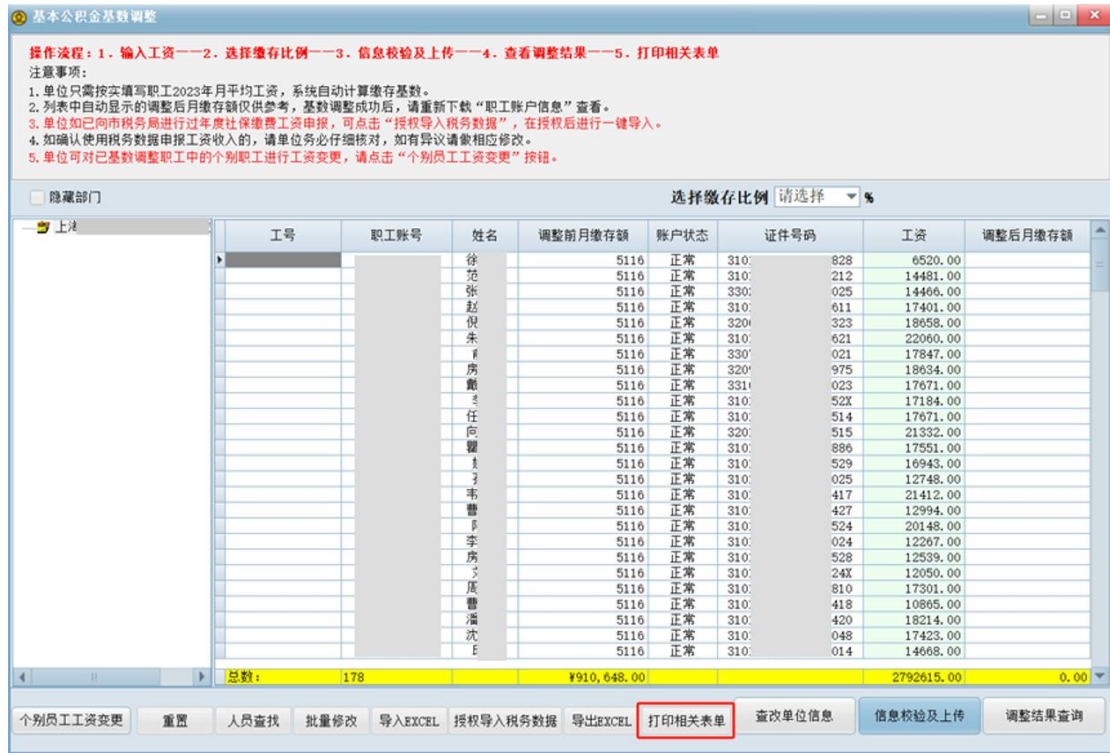 基本公积金基数调整
操作流程：1．输入工资——2．选择缴存比例——3．信息校验及上传——4．查看调整结果——5．打印相关表单
注意事项：
1.单位只需按实填写职工2023年月平均工资，系统自动计算缴存基数。
2.列表中自动显示的调整后月缴存额仅供参考，基数调整成功后，请重新下载“职工账户信息”查看。
3.单位如已向市税务局进行过年度社保缴费工资申报，可点击“授权导入税务数据”，在授权后进行一键导入。
4.如确认使用税务数据申报工资收入的，请单位务必仔细核对，如有异议请做相应修改。
5.单位可对已基数调整职工中的个别职工进行工资变更，请点击“个别员工工资变更”按钮。
隐藏部门 选择缴存比例 请选择 %
上海
工号 职工账号 姓名 调整前月缴存额 账户状态 证件号码 工资 调整后月缴存额
徐 5116 正常 310 828 6520.00
范 5116 正常 310 212 14481.00
张 5116 正常 330 025 14466.00
赵 5116 正常 310 611 17401.00
倪 5116 正常 320 323 18658.00
朱 5116 正常 310 621 22060.00
5116 正常 330 021 17847.00
房 5116 正常 320 975 18634.00
戴 5116 正常 331 023 17671.00
5116 正常 310 52X 17184.00
任 5116 正常 310 514 17671.00
向 5116 正常 320 515 21332.00
瞿 5116 正常 310 886 17551.00
5116 正常 310 529 16943.00
5116 正常 310 025 12748.00
韦 5116 正常 310 417 21412.00
曹 5116 正常 310 427 12994.00
5116 正常 310 524 20148.00
李 5116 正常 310 024 12267.00
房 5116 正常 310 528 12539.00
5116 正常 310 24X 12050.00
周 5116 正常 310 810 17301.00
曹 5116 正常 310 418 10865.00
潘 5116 正常 310 420 18214.00
沈 5116 正常 310 048 17423.00
5116 正常 310 014 14668.00
总数： 178 ¥910,648.00 2792615.00 0.00
个别员工工资变更 重置 人员查找 批量修改 导入EXCEL 授权导入税务数据 导出EXCEL 打印相关表单 查改单位信息 信息校验及上传 调整结果查询